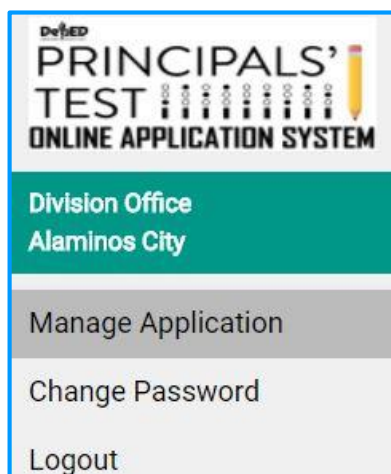 DepED
PRINCIPALS'
TEST
ONLINE APPLICATION SYSTEM
Division Office
Alaminos City
Manage Application
Change Password
Logout